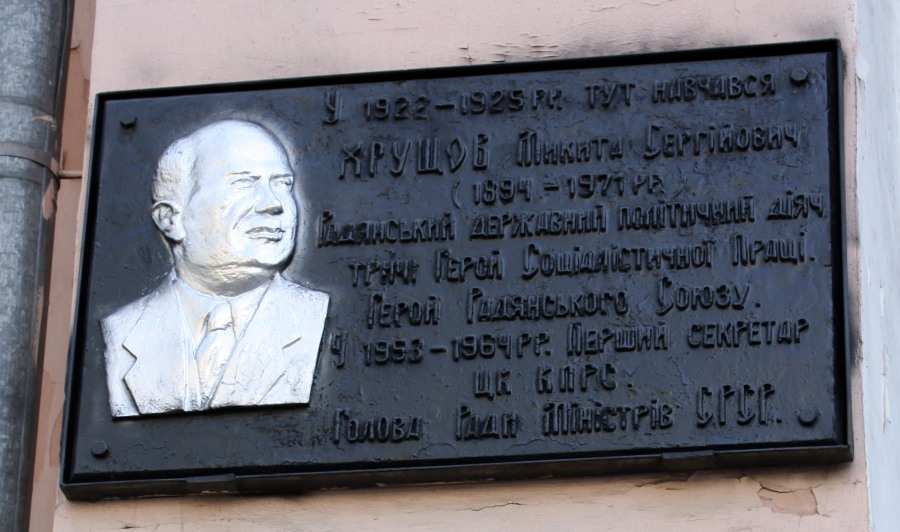 У 1922-1925 РР. ТУТ НАВЧАВСЯ
ХРУЩОВ МИКИТА СЕРГІЙОВИЧ
(1894-1971 РР.
РАДЯНСЬКИЙ ДЕРЖАВНИЙ ПОЛІТИЧНИЙ ДІЯЧ,
ТРИЧІ ГЕРОЙ СОЦІАЛІСТИЧНОЇ ПРАЦІ.
ГЕРОЙ РАДЯНСЬКОГО СОЮЗУ.
У 1953-1964 РР. ПЕРШИЙ СЕКРЕТАР
ЦК КПРС.
ГОЛОВА РАДИ МІНІСТРІВ СРСР.